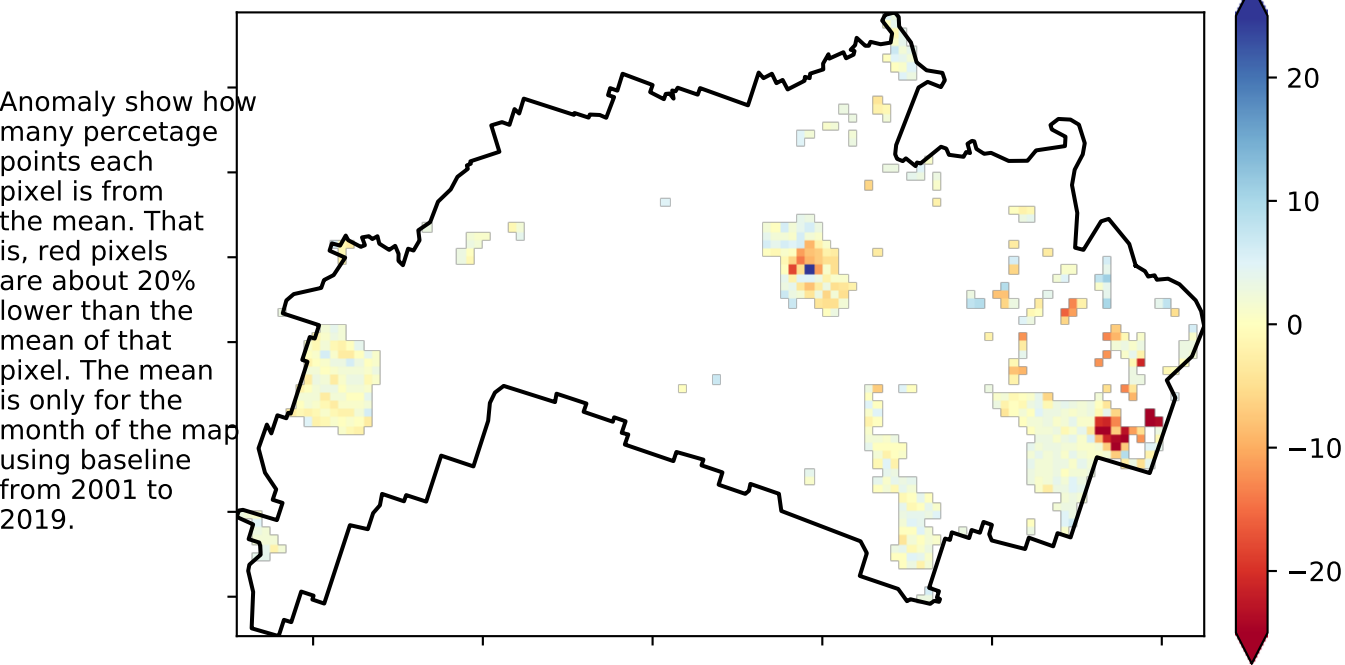 Anomaly show how
many percetage
points each
pixel is from
the mean. That
is, red pixels
are about 20%
lower than the
mean of that
pixel. The mean
is only for the
month of the map
using baseline
from 2001 to
2019.
20
10
0
−10
−20